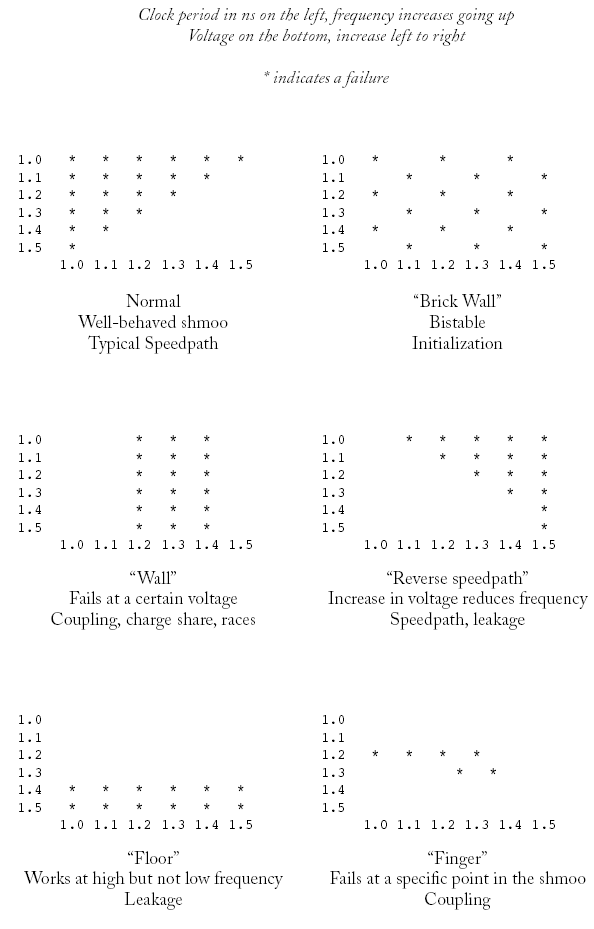 Clock period in ns on the left, frequency increases going up
Voltage on the bottom, increase left to right
* indicates a failure
1.0 * * * * * *
1.1 * * * * *
1.2 * * * *
1.3 * * *
1.4 * *
1.5 *
1.0 1.1 1.2 1.3 1.4 1.5
Normal
Well-behaved shmoo
Typical Speedpath
1.0 * * *
1.1 * * *
1.2 * * *
1.3 * * *
1.4 * * *
1.5 * * *
1.0 1.1 1.2 1.3 1.4 1.5
“Brick Wall”
Bistable
Initialization
1.0 * * *
1.1 * * *
1.2 * * *
1.3 * * *
1.4 * * *
1.5 * * *
1.0 1.1 1.2 1.3 1.4 1.5
“Wall”
Fails at a certain voltage
Coupling, charge share, races
1.0 * * * * *
1.1 * * * *
1.2 * * *
1.3 * *
1.4 *
1.5 *
1.0 1.1 1.2 1.3 1.4 1.5
“Reverse speedpath”
Increase in voltage reduces frequency
Speedpath, leakage
1.0
1.1
1.2
1.3
1.4 * * * * * *
1.5 * * * * * *
1.0 1.1 1.2 1.3 1.4 1.5
“Floor”
Works at high but not low frequency
Leakage
1.0
1.1
1.2 * * * *
1.3 * *
1.4
1.5
1.0 1.1 1.2 1.3 1.4 1.5
“Finger”
Fails at a specific point in the shmoo
Coupling